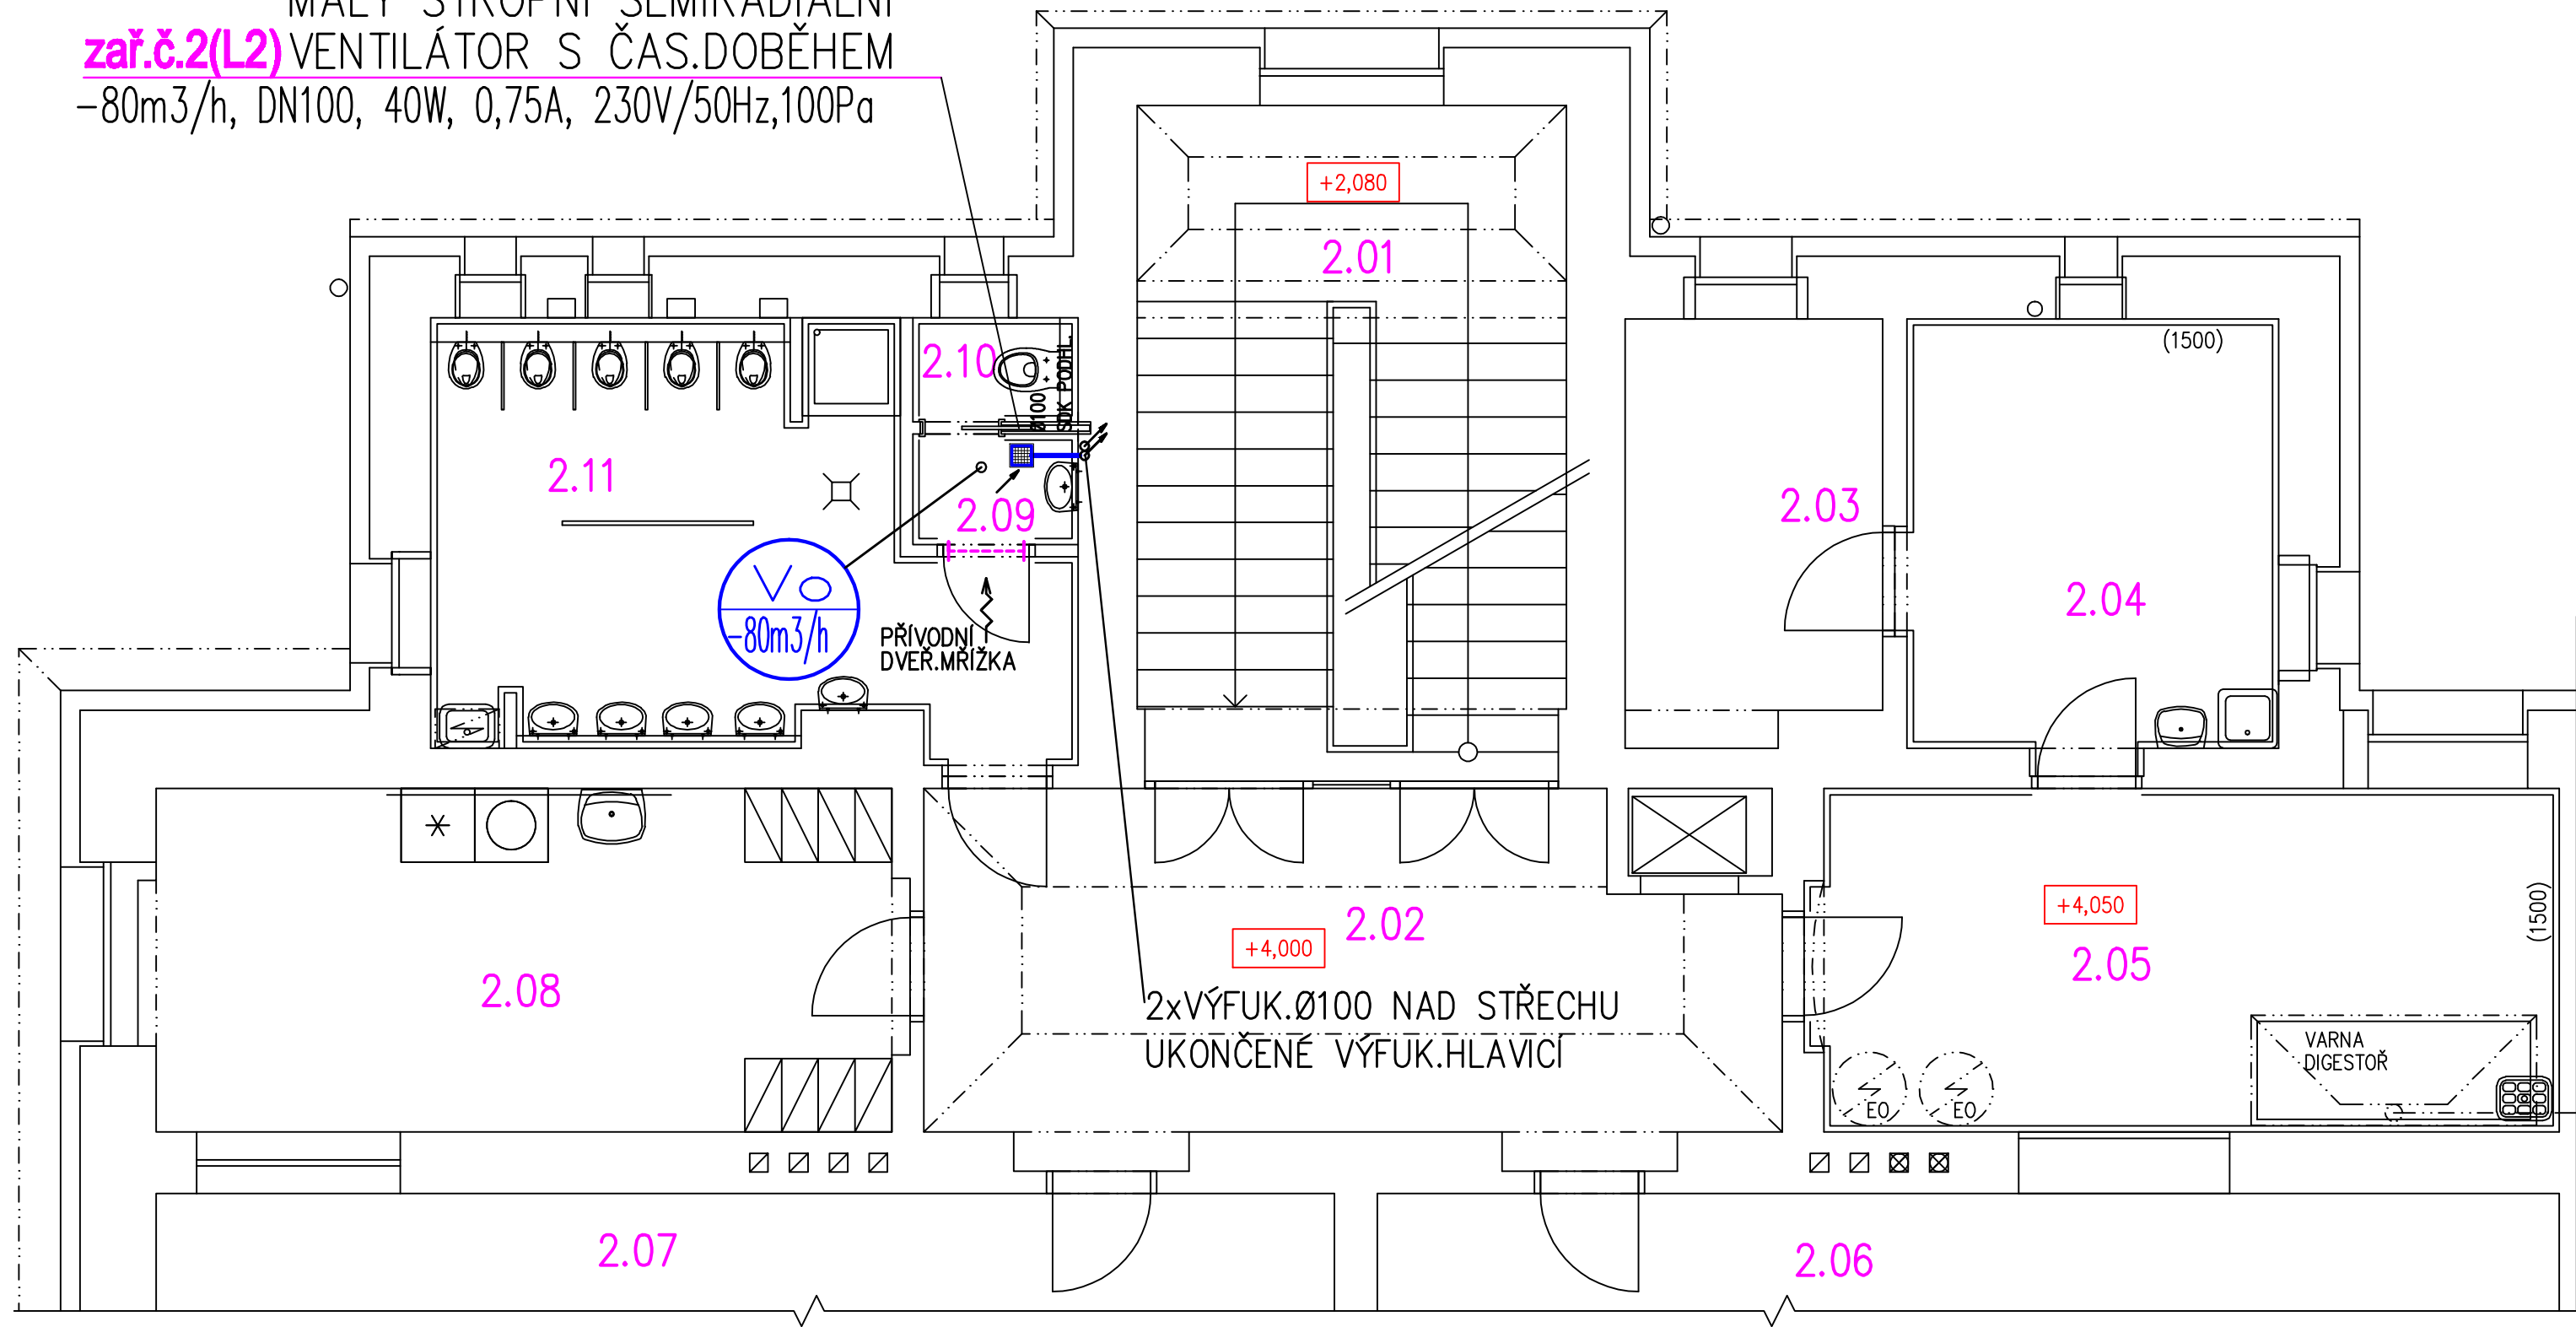 MALÝ STROPNÍ SEMIRADIÁLNÍ
zař.č.2(L2) VENTILÁTOR S ČAS.DOBĚHEM
-80m3/h, DN100, 40W, 0,75A, 230V/50Hz,100Pa
+2,080
2.01
(1500)
2.10
Ø100
SDK PODHL.
2.11
2.09
2.03
2.04
Vo
-80m3/h
PŘÍVODNÍ
DVEŘ.MŘÍŽKA
+4,050
(1500)
2.02
+4,000
2.05
2.08
2xVÝFUK.Ø100 NAD STŘECHU
UKONČENÉ VÝFUK.HLAVICÍ
VARNA
DIGESTOŘ
EO
EO
2.07
2.06